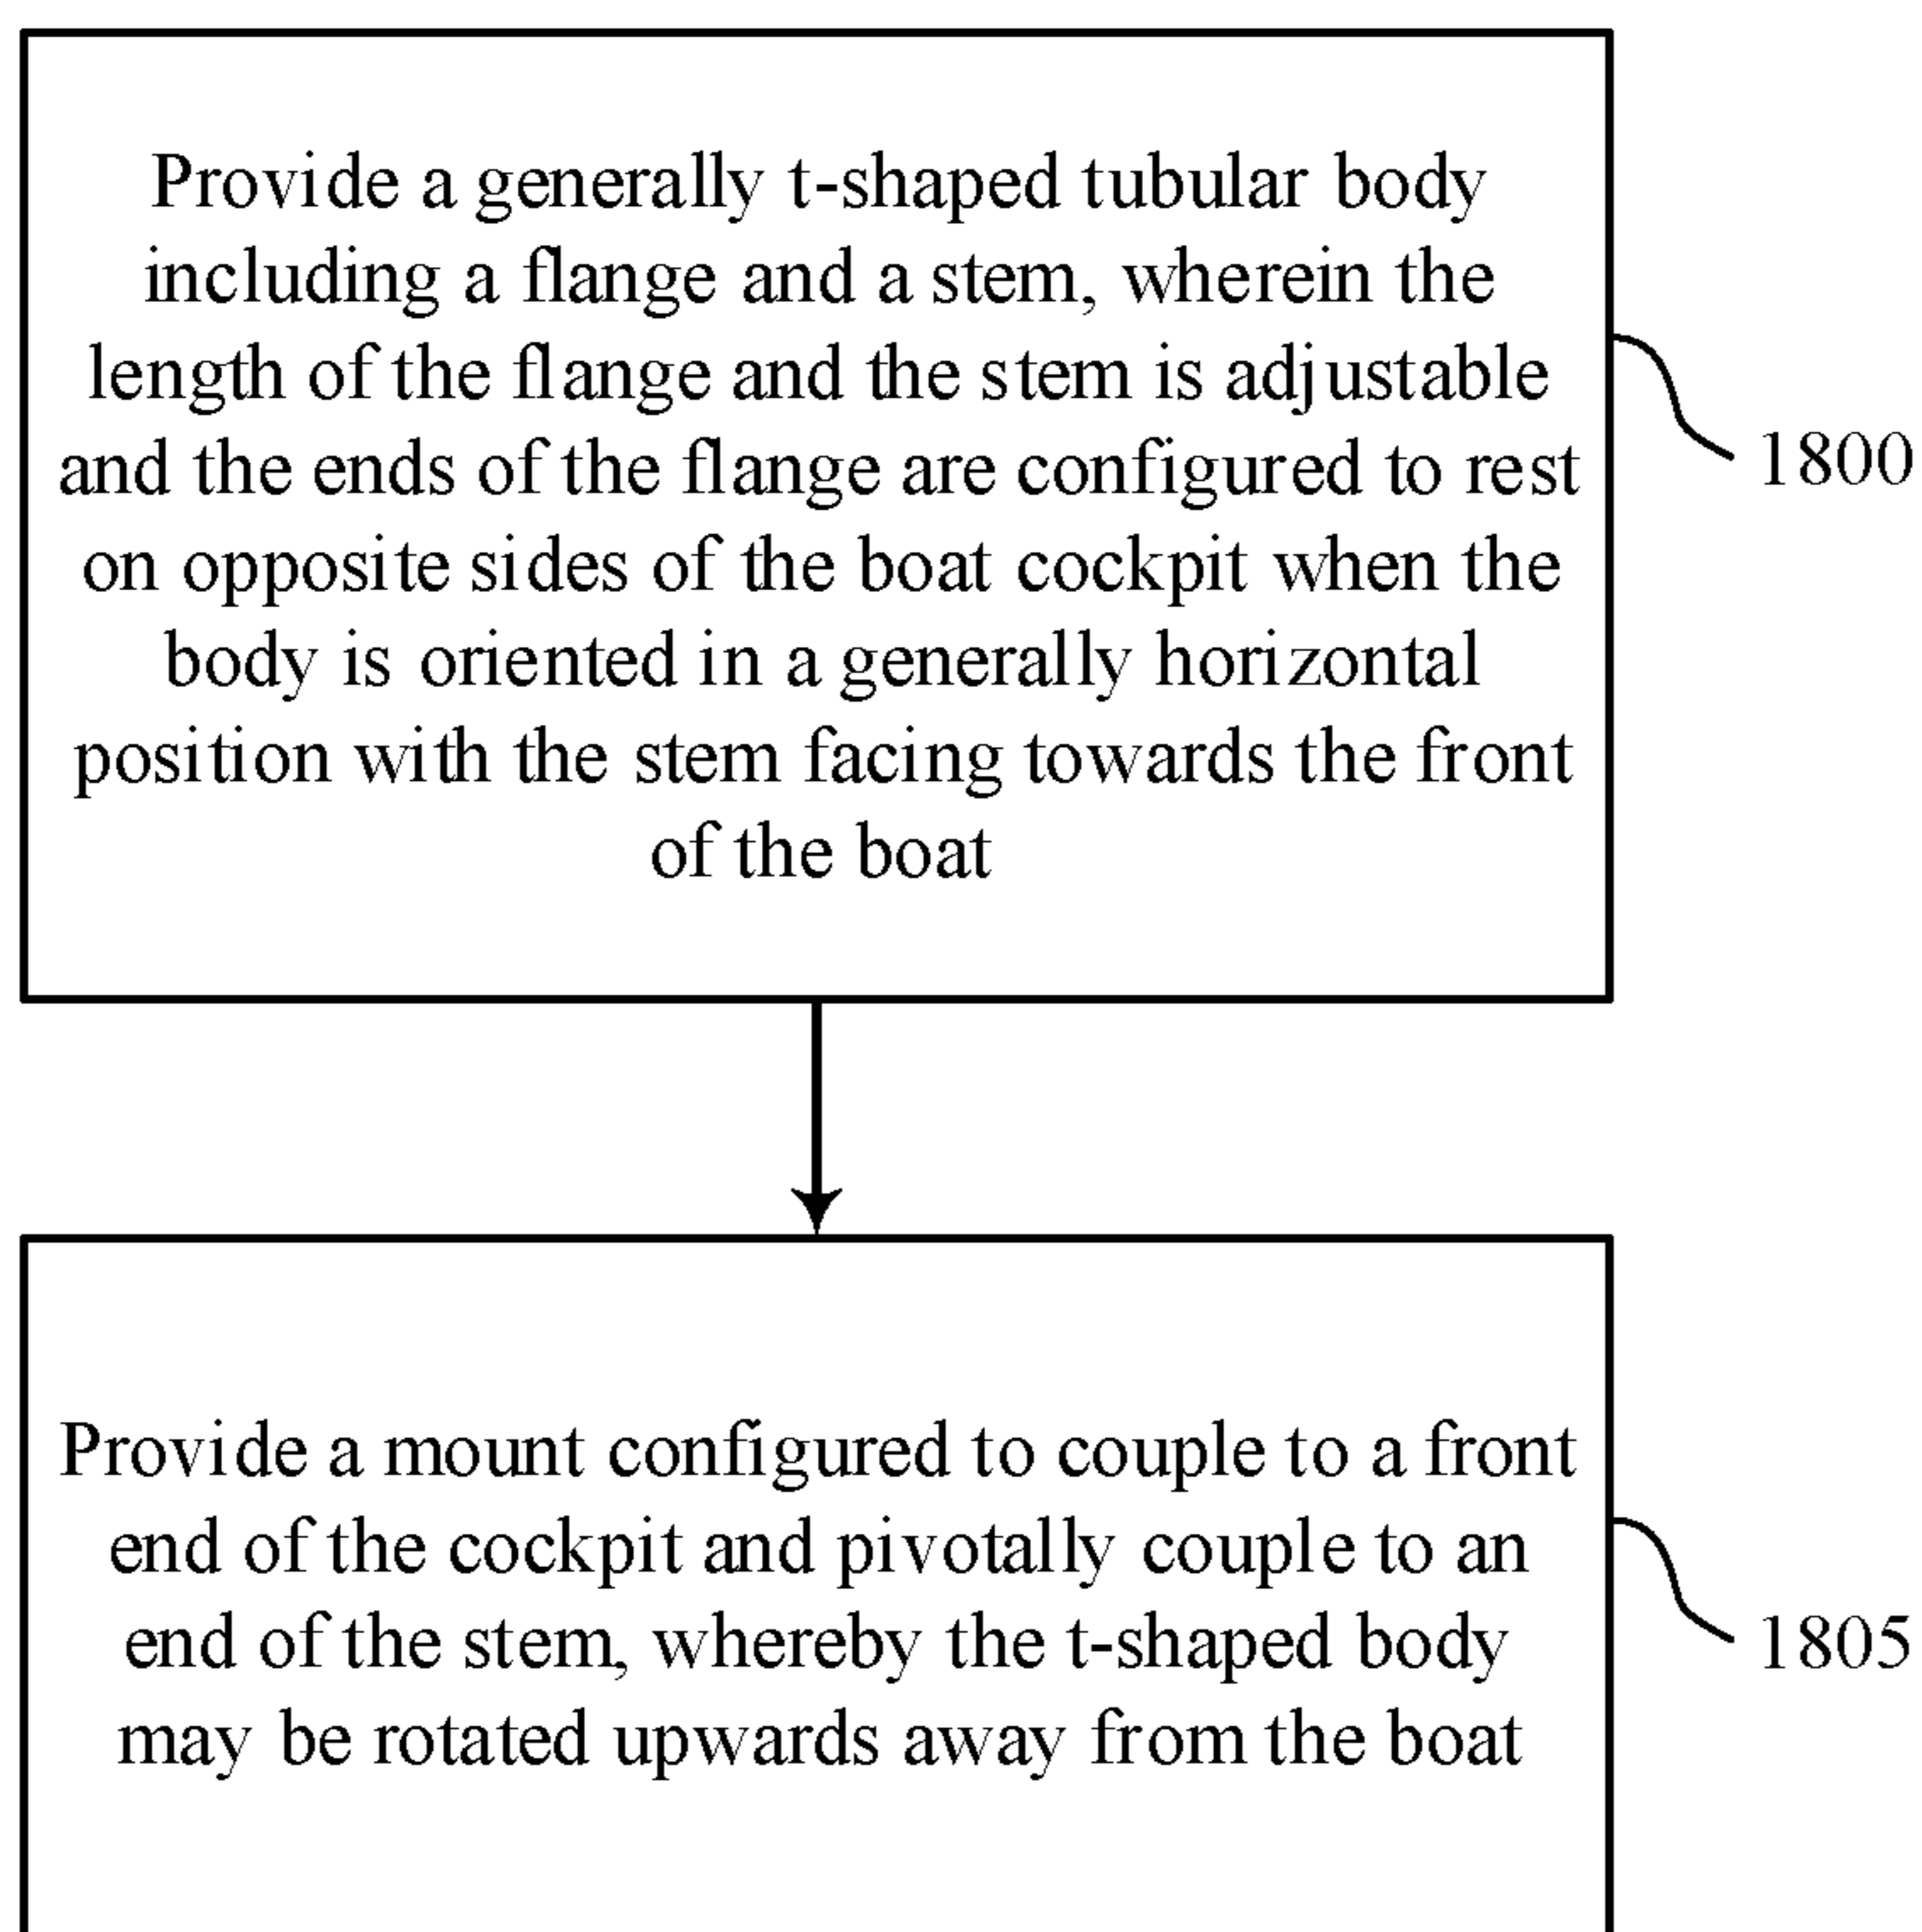 Provide a generally t-shaped tubular body
including a flange and a stem, wherein the
length of the flange and the stem is adjustable
and the ends of the flange are configured to rest
on opposite sides of the boat cockpit when the
body is oriented in a generally horizontal
position with the stem facing towards the front
of the boat
1800
Provide a mount configured to couple to a front
end of the cockpit and pivotally couple to an
end of the stem, whereby the t-shaped body
may be rotated upwards away from the boat
1805